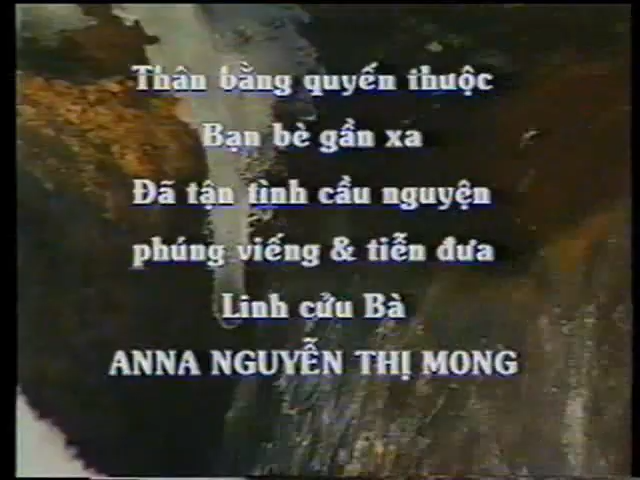 Thân bằng quyến thuộc
Bạn bè gần xa
Đã tận tình cầu nguyện
phúng viếng & tiễn đưa
Linh cửu Bà
ANNA NGUYỄN THỊ MONG